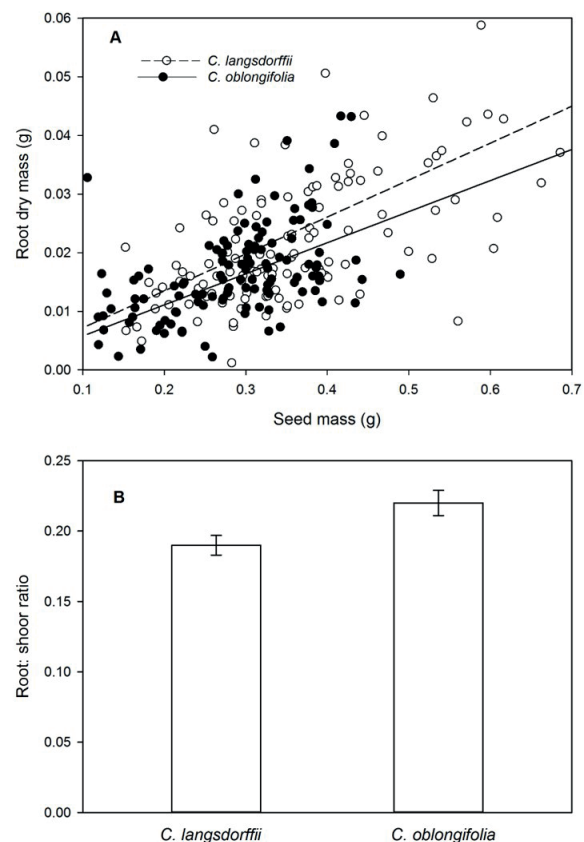 0.06
A
C. langsdorffii
C. oblongifolia
0.05
0.04
0.03
0.02
0.01
0.00
Root dry mass (g)
0.1 0.2 0.3 0.4 0.5 0.6 0.7
Seed mass (g)
0.25
B
0.20
0.15
0.10
0.05
0.00
Root: shoor ratio
C. langsdorffii C. oblongifolia